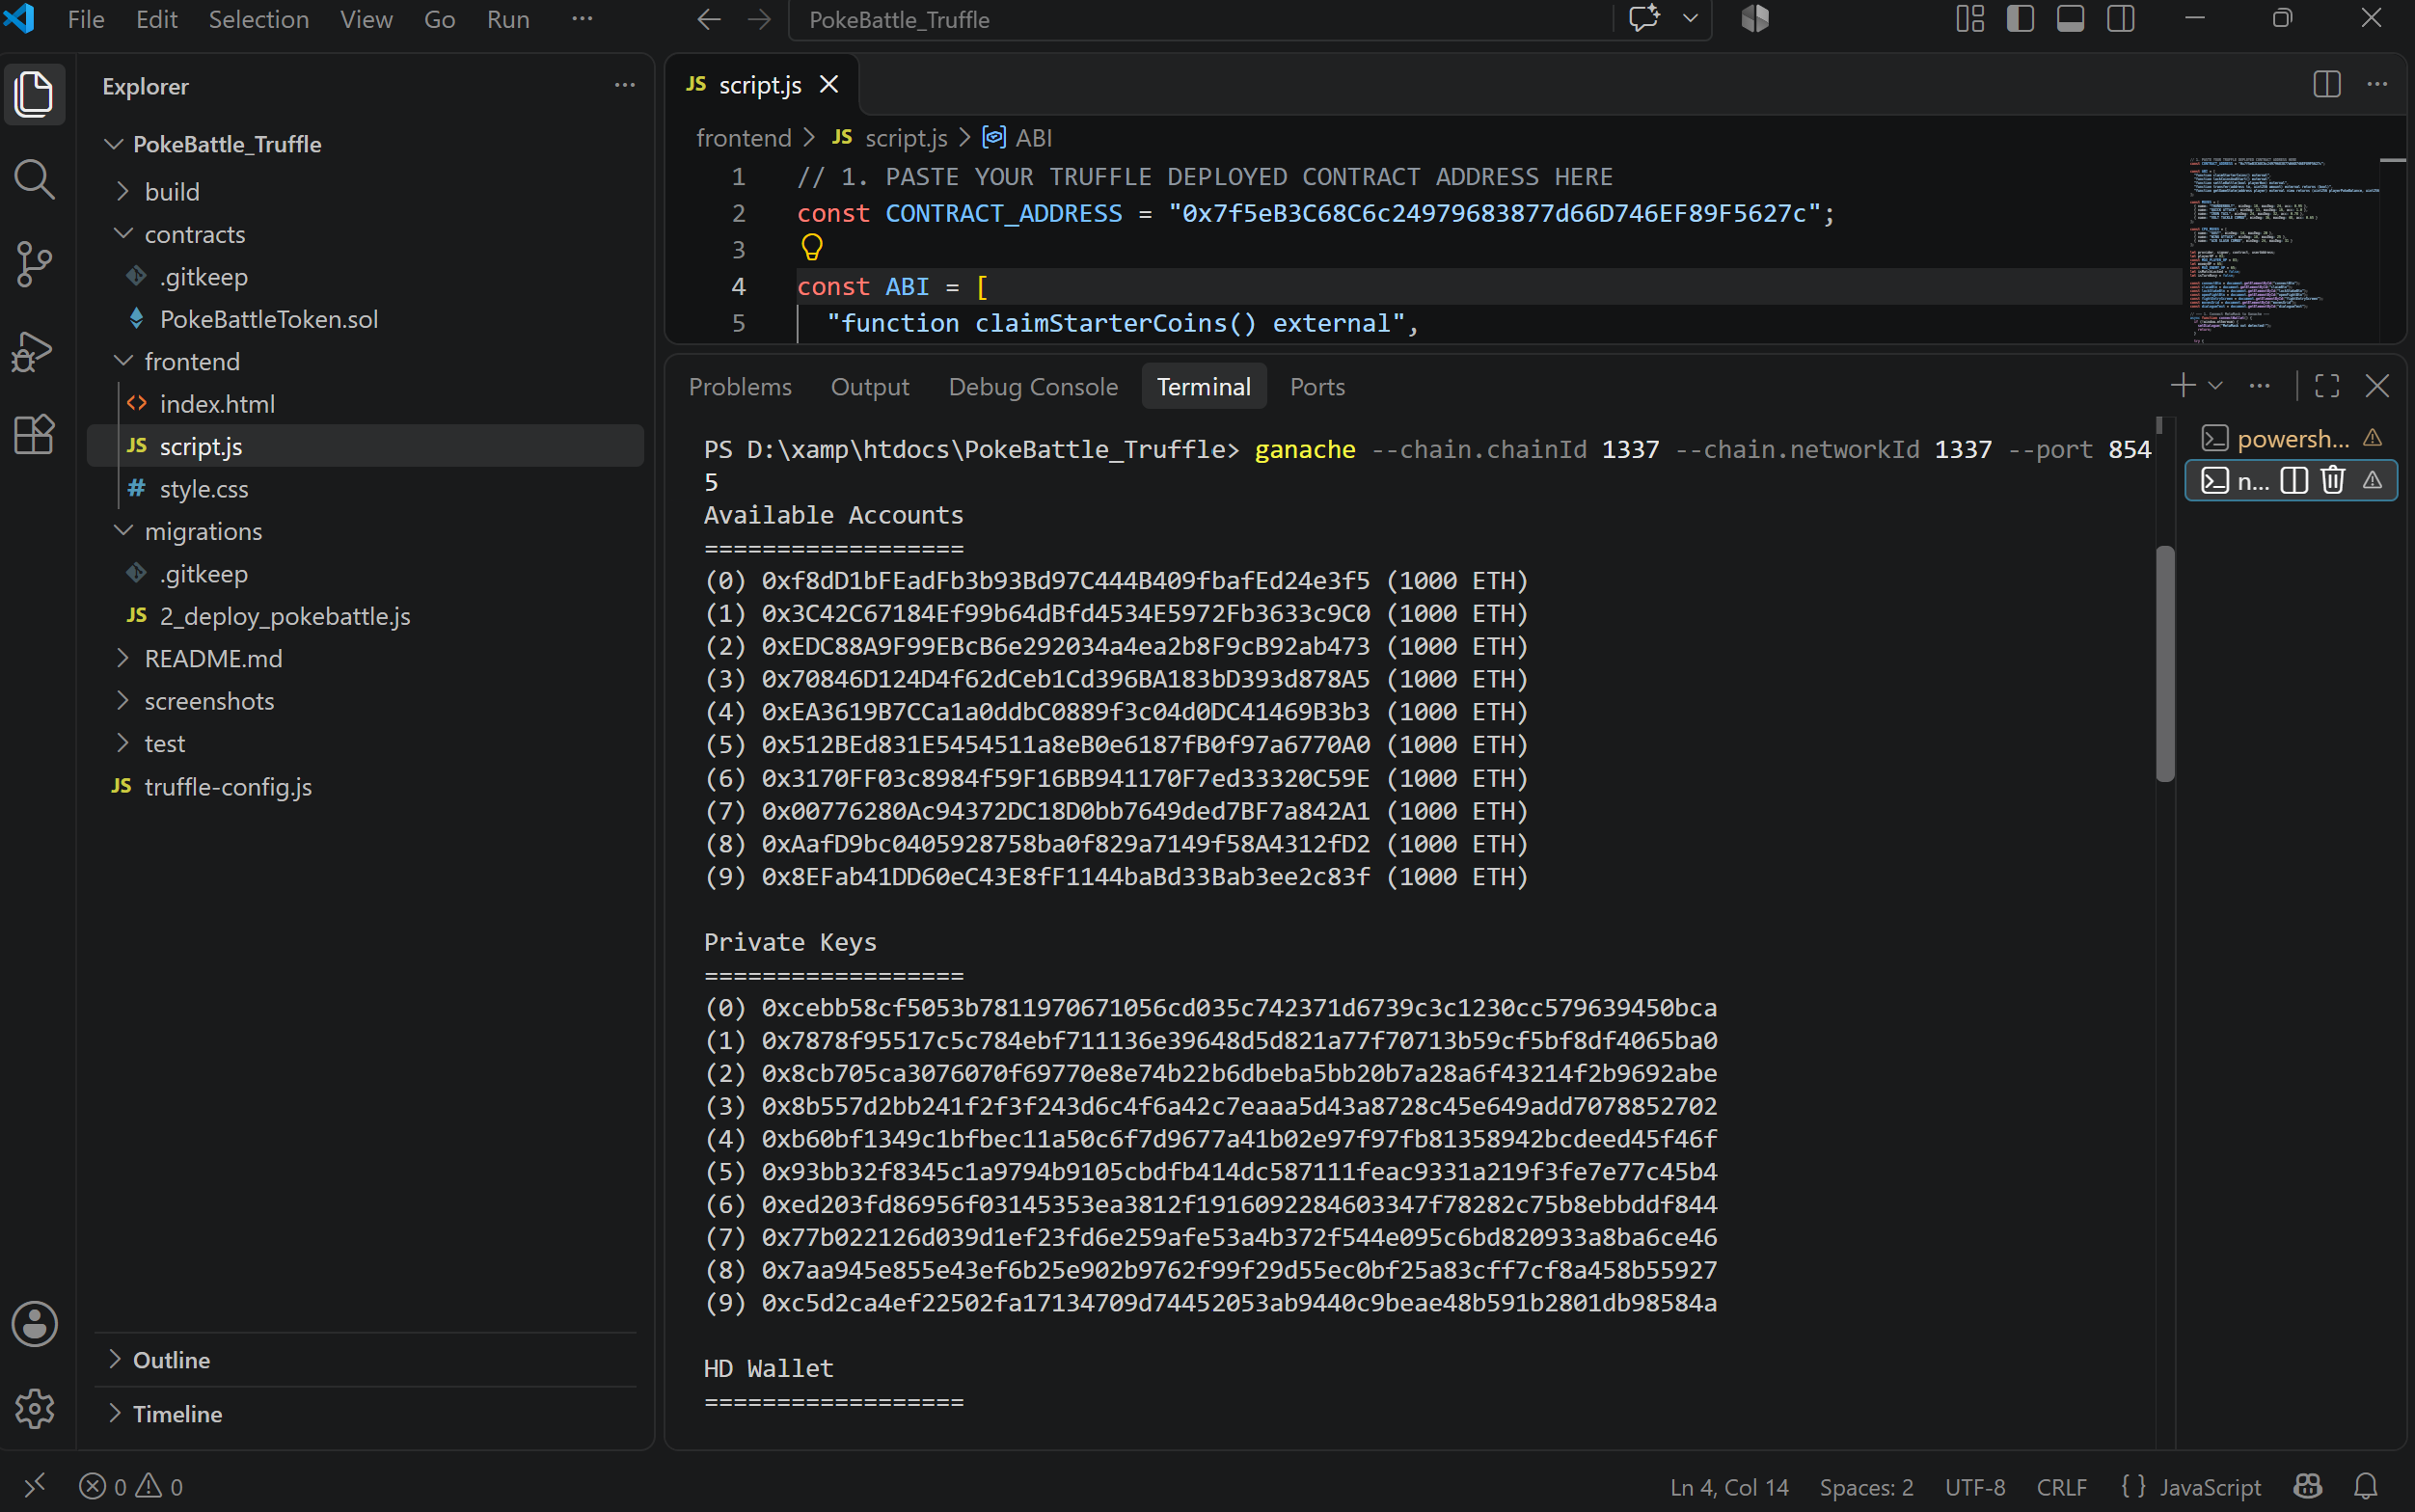 File Edit Selection View Go Run ···
PokeBattle_Truffle
Explorer
PokeBattle_Truffle
build
contracts
.gitkeep
PokeBattleToken.sol
frontend
index.html
JS script.js
# style.css
migrations
.gitkeep
JS 2_deploy_pokebattle.js
README.md
screenshots
test
JS truffle-config.js
Outline
Timeline
JS script.js
frontend > JS script.js > ABI
1 // 1. PASTE YOUR TRUFFLE DEPLOYED CONTRACT ADDRESS HERE
2 const CONTRACT_ADDRESS = "0x7f5eB3C68C6c24979683877d66D746EF89F5627c";
3
4 const ABI = [
5 "function claimStarterCoins() external",
Problems Output Debug Console Terminal Ports
PS D:\xamp\htdocs\PokeBattle_Truffle> ganache --chain.chainId 1337 --chain.networkId 1337 --port 854
5
Available Accounts
==================
(0) 0xf8dD1bFEadFb3b93Bd97C444B409fbafEd24e3f5 (1000 ETH)
(1) 0x3C42C67184Ef99b64dBfd4534E5972Fb3633c9C0 (1000 ETH)
(2) 0xEDC88A9F99EBcB6e292034a4ea2b8F9cB92ab473 (1000 ETH)
(3) 0x70846D124D4f62dCeb1Cd396BA183bD393d878A5 (1000 ETH)
(4) 0xEA3619B7CCa1a0ddbC0889f3c04d0DC41469B3b3 (1000 ETH)
(5) 0x512BEd831E5454511a8eB0e6187fB0f97a6770A0 (1000 ETH)
(6) 0x3170FF03c8984f59F16BB941170F7ed33320C59E (1000 ETH)
(7) 0x00776280Ac94372DC18D0bb7649ded7BF7a842A1 (1000 ETH)
(8) 0xAafD9bc0405928758ba0f829a7149f58A4312fD2 (1000 ETH)
(9) 0x8EFab41DD60eC43E8fF1144baBd33Bab3ee2c83f (1000 ETH)
Private Keys
==================
(0) 0xcebb58cf5053b7811970671056cd035c742371d6739c3c1230cc579639450bca
(1) 0x7878f95517c5c784ebf711136e39648d5d821a77f70713b59cf5bf8df4065ba0
(2) 0x8cb705ca3076070f69770e8e74b22b6dbeba5bb20b7a28a6f43214f2b9692abe
(3) 0x8b557d2bb241f2f3f243d6c4f6a42c7eaaa5d43a8728c45e649add7078852702
(4) 0xb60bf1349c1bfbec11a50c6f7d9677a41b02e97f97fb81358942bcdeed45f46f
(5) 0x93bb32f8345c1a9794b9105cbdfb414dc587111feac9331a219f3fe7e77c45b4
(6) 0xed203fd86956f03145353ea3812f1916092284603347f78282c75b8ebbddf844
(7) 0x77b022126d039d1ef23fd6e259afe53a4b372f544e095c6bd820933a8ba6ce46
(8) 0x7aa945e855e43ef6b25e902b9762f99f29d55ec0bf25a83cff7cf8a458b55927
(9) 0xc5d2ca4ef22502fa17134709d74452053ab9440c9beae48b591b2801db98584a
HD Wallet
==================
powersh...
n...
0 0
Ln 4, Col 14 Spaces: 2 UTF-8 CRLF {} JavaScript